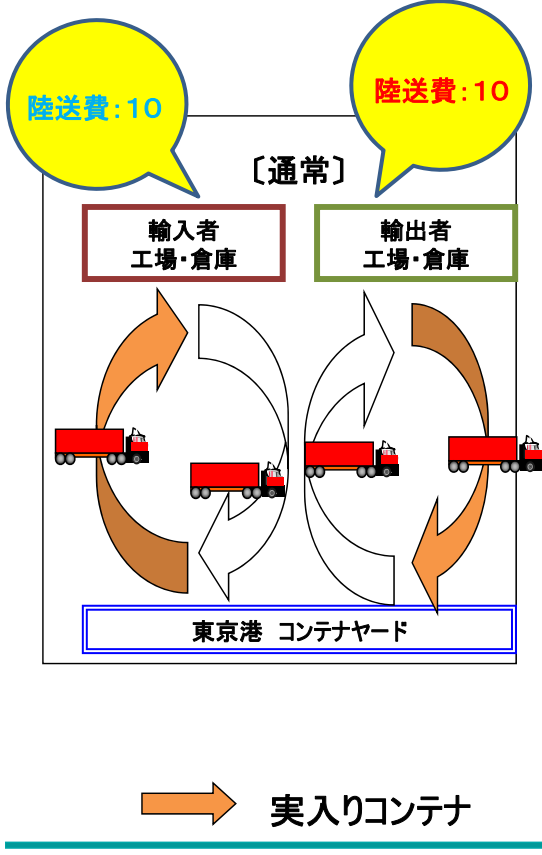 陸送費：１０
陸送費：１０
〔通常〕
輸入者
工場・倉庫
輸出者
工場・倉庫
東京港　コンテナヤード
実入りコンテナ